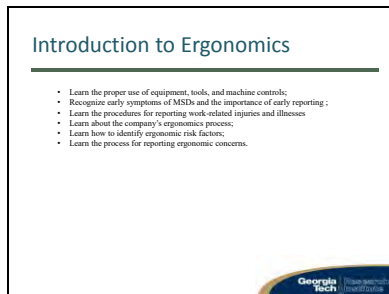 Introduction to Ergonomics
• Learn the proper use of equipment, tools, and machine controls;
• Recognize early symptoms of MSDs and the importance of early reporting ;
• Learn the procedures for reporting work-related injuries and illnesses
• Learn about the company's ergonomics process;
• Learn how to identify ergonomic risk factors;
• Learn the process for reporting ergonomic concerns.
Georgia Research
Tech Institute